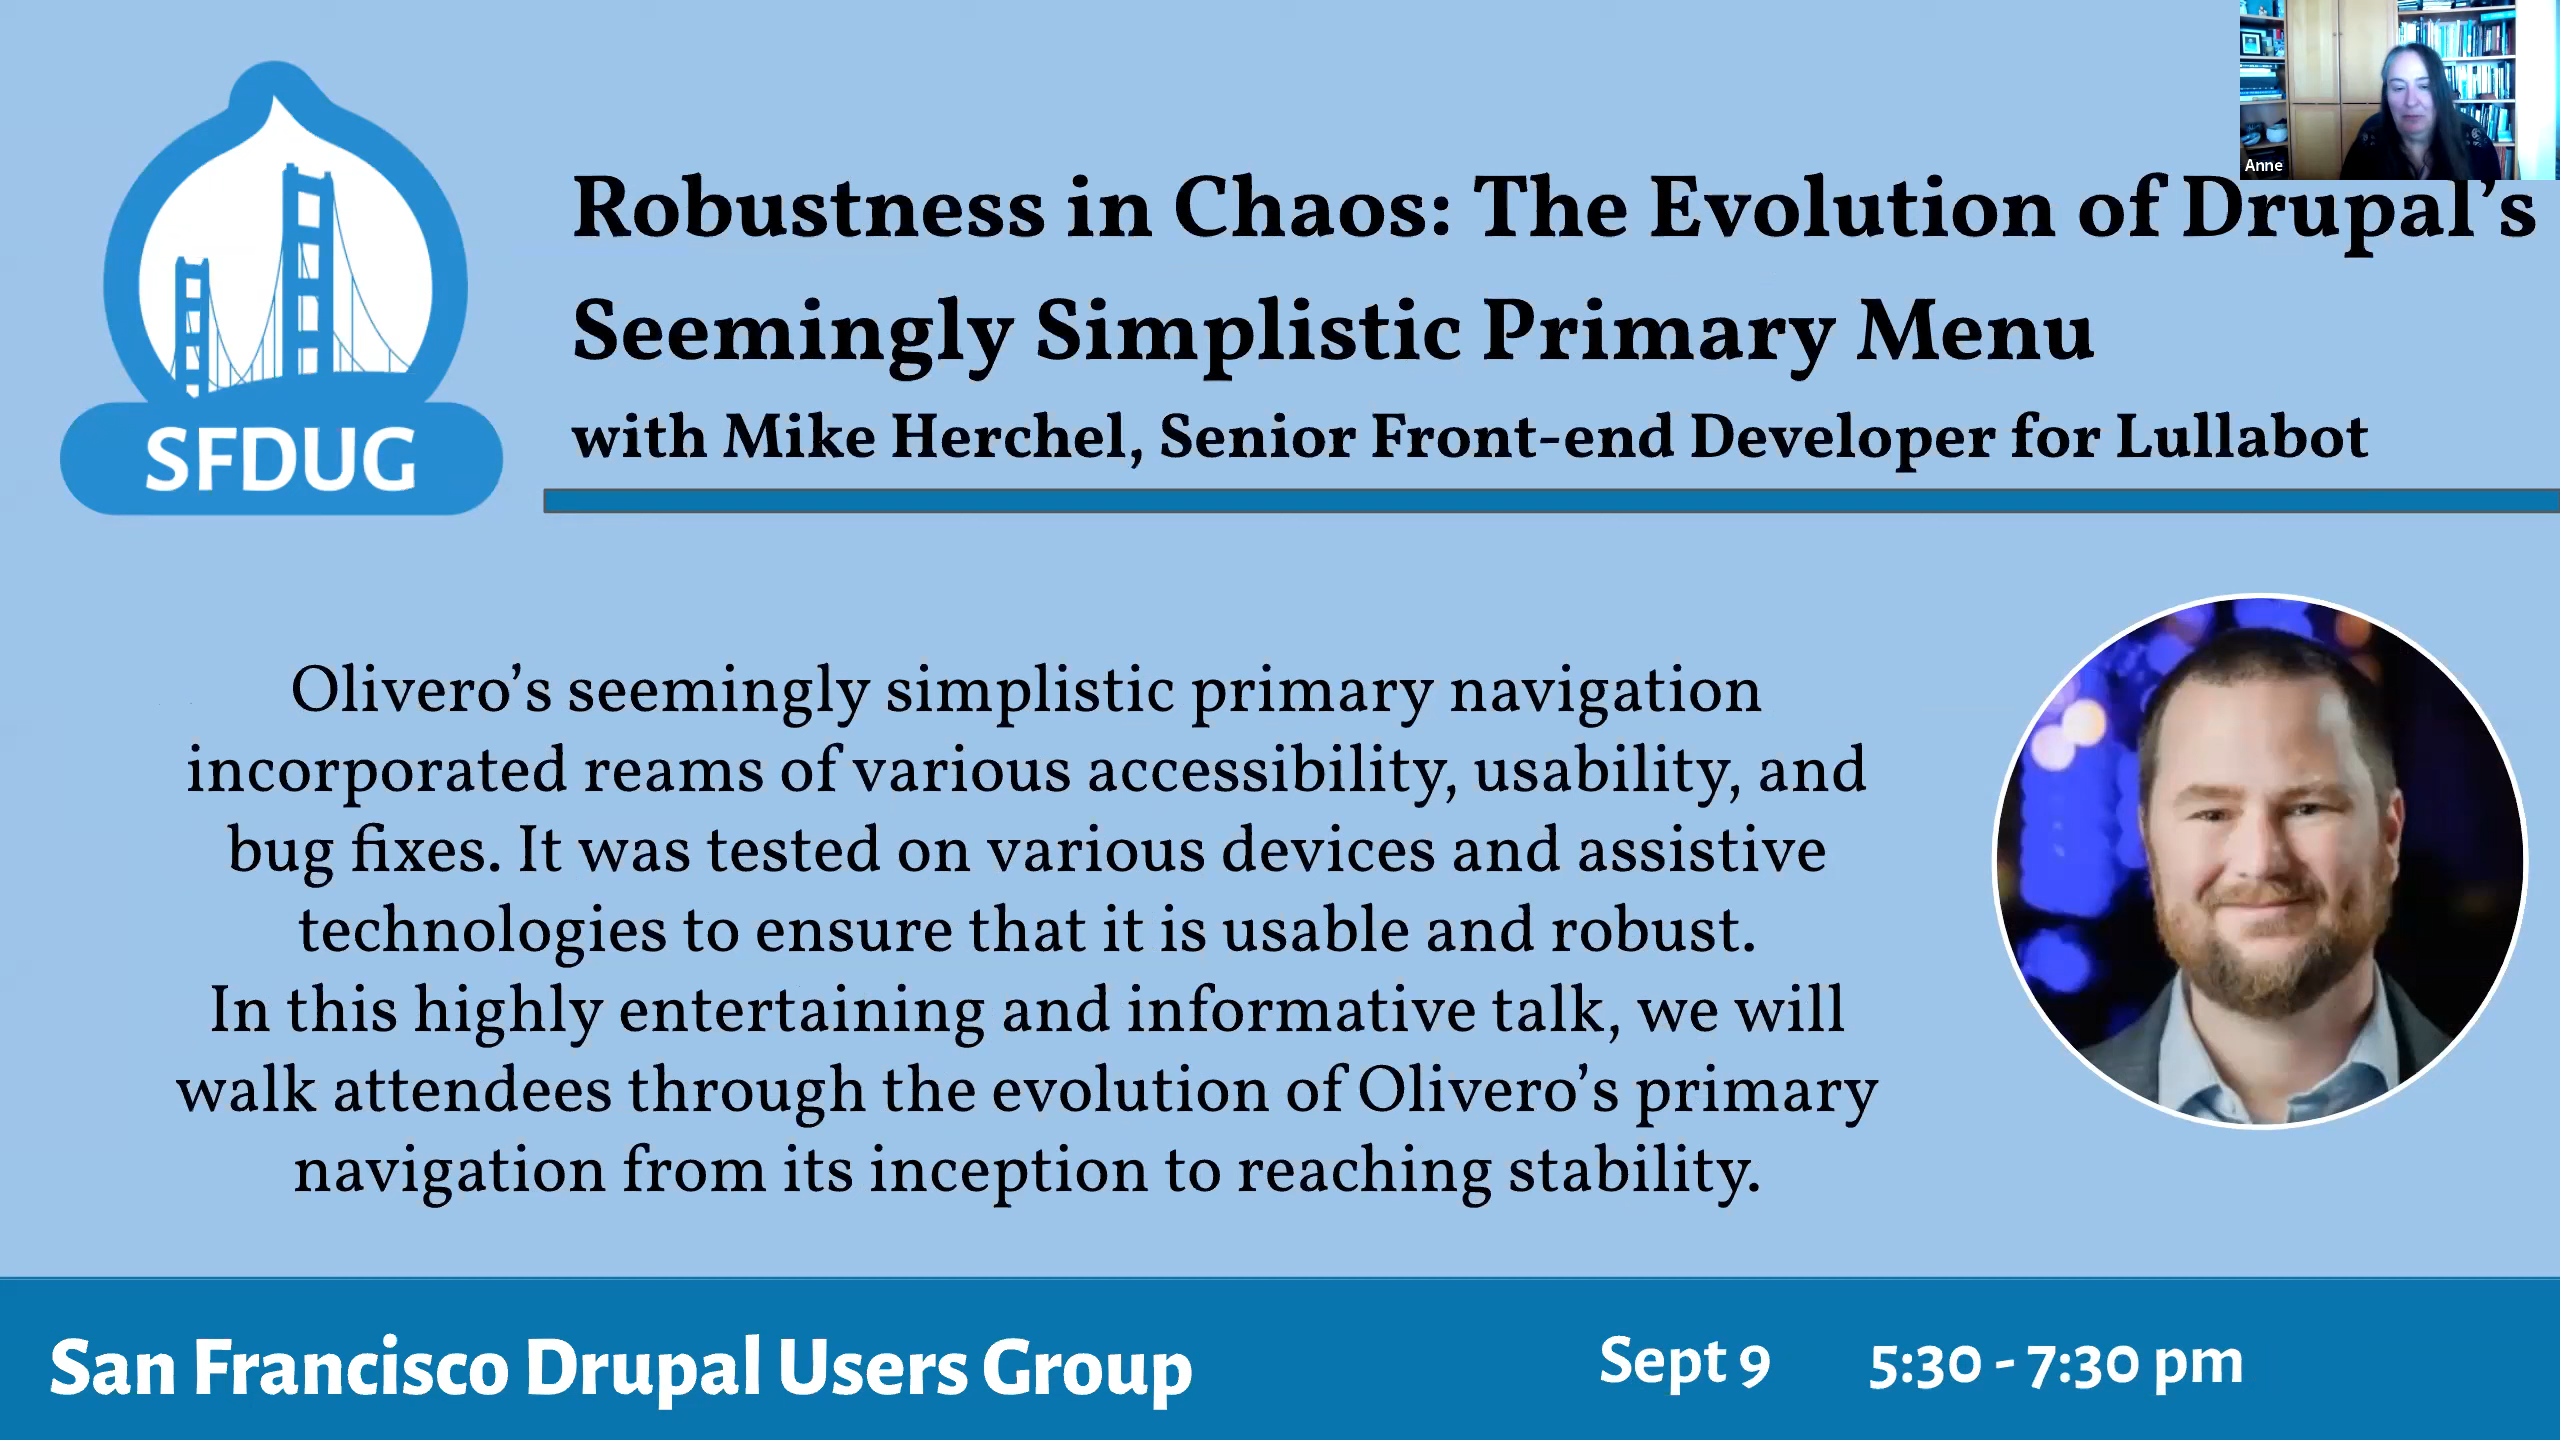 Anne
Robustness in Chaos: The Evolution of Drupal’s
Seemingly Simplistic Primary Menu
with Mike Herchel, Senior Front-end Developer for Lullabot
SFDUG
Olivero’s seemingly simplistic primary navigation
incorporated reams of various accessibility, usability, and
bug fixes. It was tested on various devices and assistive
technologies to ensure that it is usable and robust.
In this highly entertaining and informative talk, we will
walk attendees through the evolution of Olivero’s primary
navigation from its inception to reaching stability.
San Francisco Drupal Users Group
Sept 9 5:30 - 7:30 pm